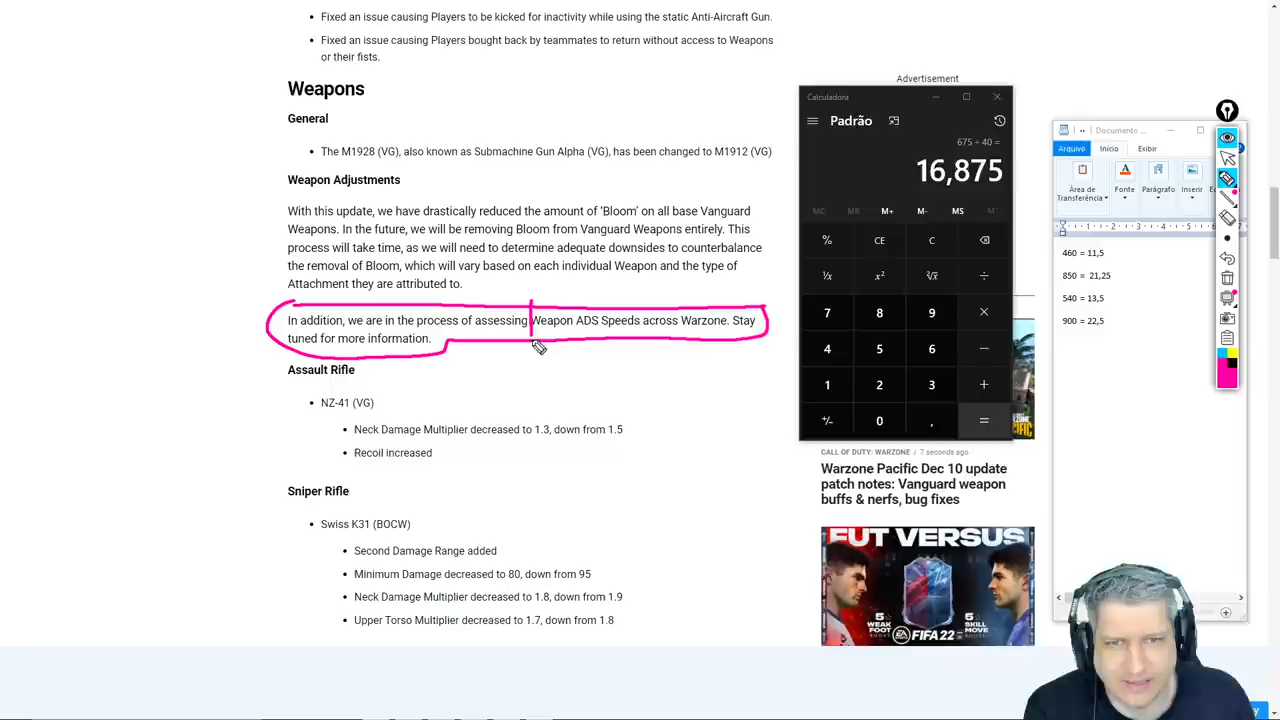 Fixed an issue causing Players to be kicked for inactivity while using the static Anti-Aircraft Gun.
Fixed an issue causing Players bought back by teammates to return without access to Weapons
or their fists.
Weapons
General
The M1928 (VG), also known as Submachine Gun Alpha (VG), has been changed to M1912 (VG)
Weapon Adjustments
With this update, we have drastically reduced the amount of ‘Bloom’ on all base Vanguard
Weapons. In the future, we will be removing Bloom from Vanguard Weapons entirely. This
process will take time, as we will need to determine adequate downsides to counterbalance
the removal of Bloom, which will vary based on each individual Weapon and the type of
Attachment they are attributed to.
In addition, we are in the process of assessing Weapon ADS Speeds across Warzone. Stay
tuned for more information.
Assault Rifle
NZ-41 (VG)
Neck Damage Multiplier decreased to 1.3, down from 1.5
Recoil increased
Sniper Rifle
Swiss K31 (BOCW)
Second Damage Range added
Minimum Damage decreased to 80, down from 95
Neck Damage Multiplier decreased to 1.8, down from 1.9
Upper Torso Multiplier decreased to 1.7, down from 1.8
Advertisement
Calculadora
Padrão
675 ÷ 40 =
16,875
MC MR M+ M- MS M˅
% CE C
¹/x x² ²√x ÷
7 8 9 ×
4 5 6 −
1 2 3 +
+/- 0 , =
CALL OF DUTY: WARZONE / 7 seconds ago
Warzone Pacific Dec 10 update
patch notes: Vanguard weapon
buffs & nerfs, bug fixes
FUT VERSUS
5
WEAK
FOOT
5
SKILL
MOVE
EA SPORTS
FIFA 22
Documento ...
Arquivo Início Exibir
Área de
Transferência
Fonte
Parágrafo
Inserir
1 2 3 4 5 6
460 = 11,5
850 = 21,25
540 = 13,5
900 = 22,5